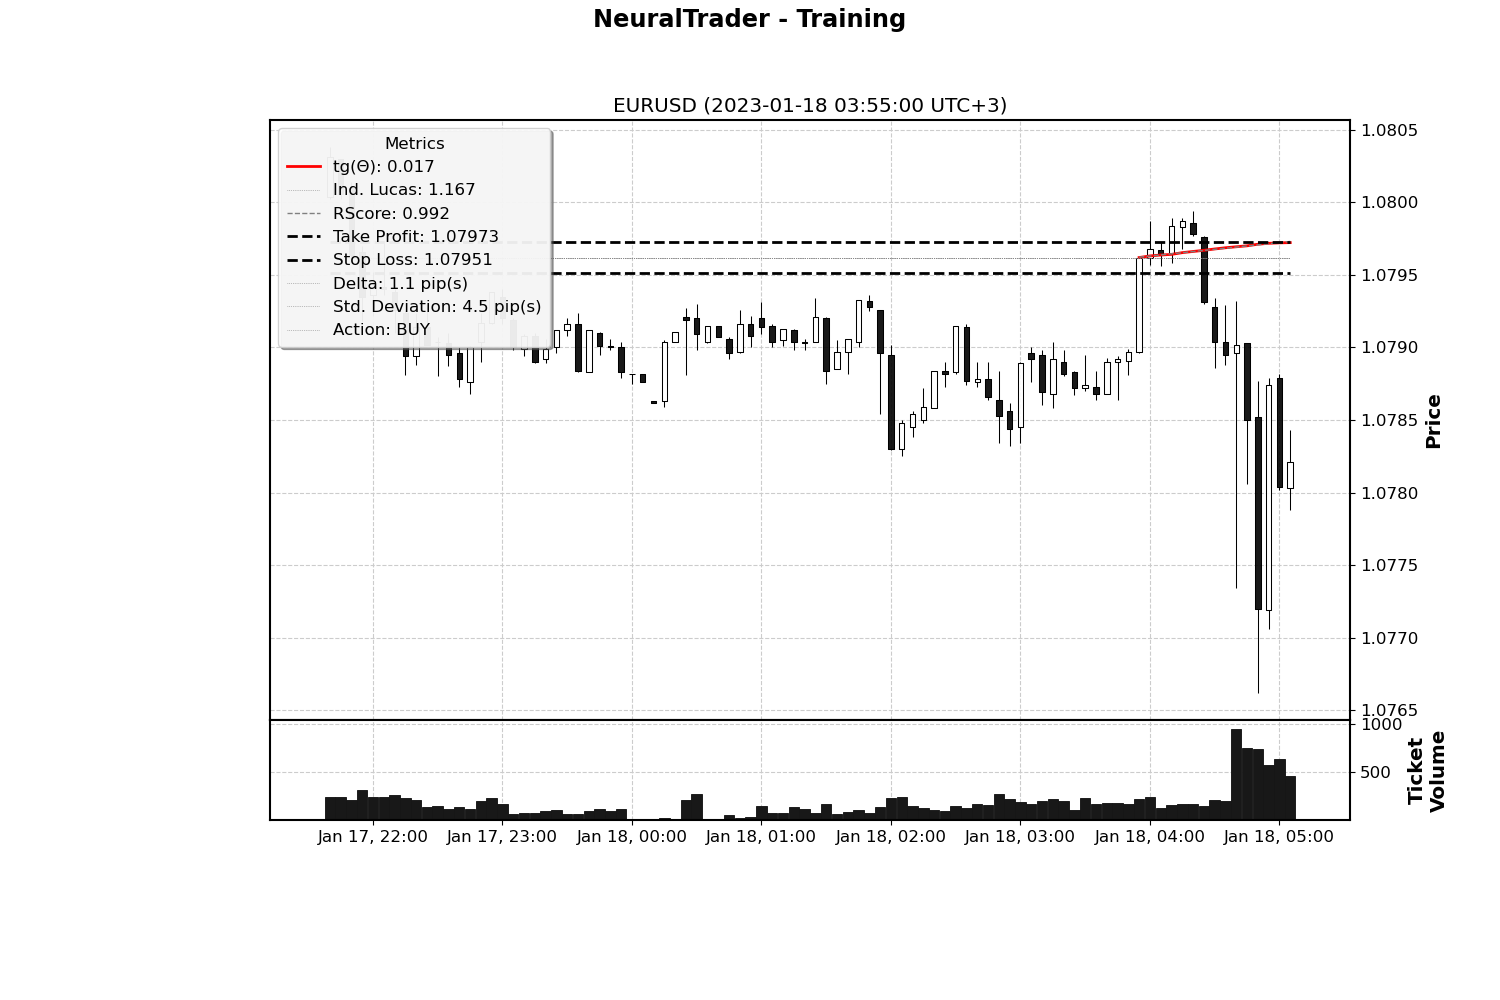 NeuralTrader - Training
EURUSD (2023-01-18 03:55:00 UTC+3)
Metrics
tg(Θ): 0.017
Ind. Lucas: 1.167
RScore: 0.992
Take Profit: 1.07973
Stop Loss: 1.07951
Delta: 1.1 pip(s)
Std. Deviation: 4.5 pip(s)
Action: BUY
1.0805
1.0800
1.0795
1.0790
1.0785
1.0780
1.0775
1.0770
1.0765
Price
1000
500
Ticket
Volume
Jan 17, 22:00
Jan 17, 23:00
Jan 18, 00:00
Jan 18, 01:00
Jan 18, 02:00
Jan 18, 03:00
Jan 18, 04:00
Jan 18, 05:00